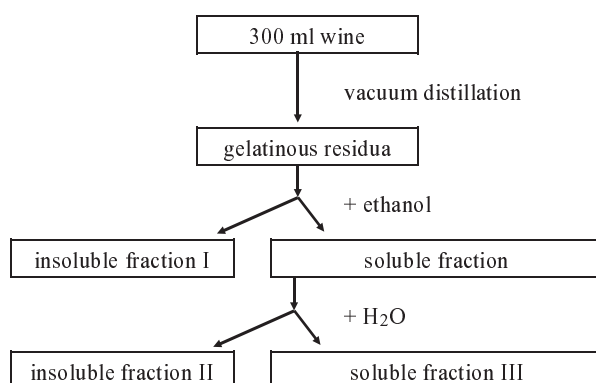 300 ml wine
vacuum distillation
gelatinous residua
+ ethanol
insoluble fraction I
soluble fraction
+ H₂O
insoluble fraction II
soluble fraction III